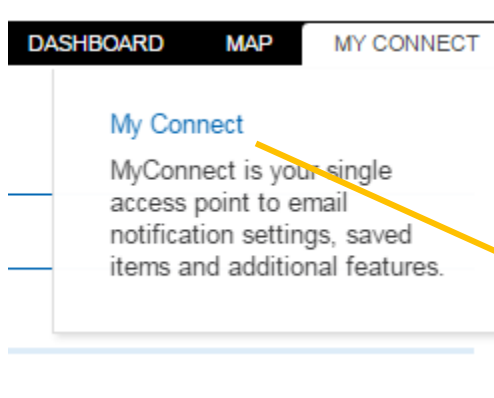 DASHBOARD MAP MY CONNECT
My Connect
MyConnect is your single
access point to email
notification settings, saved
items and additional features.